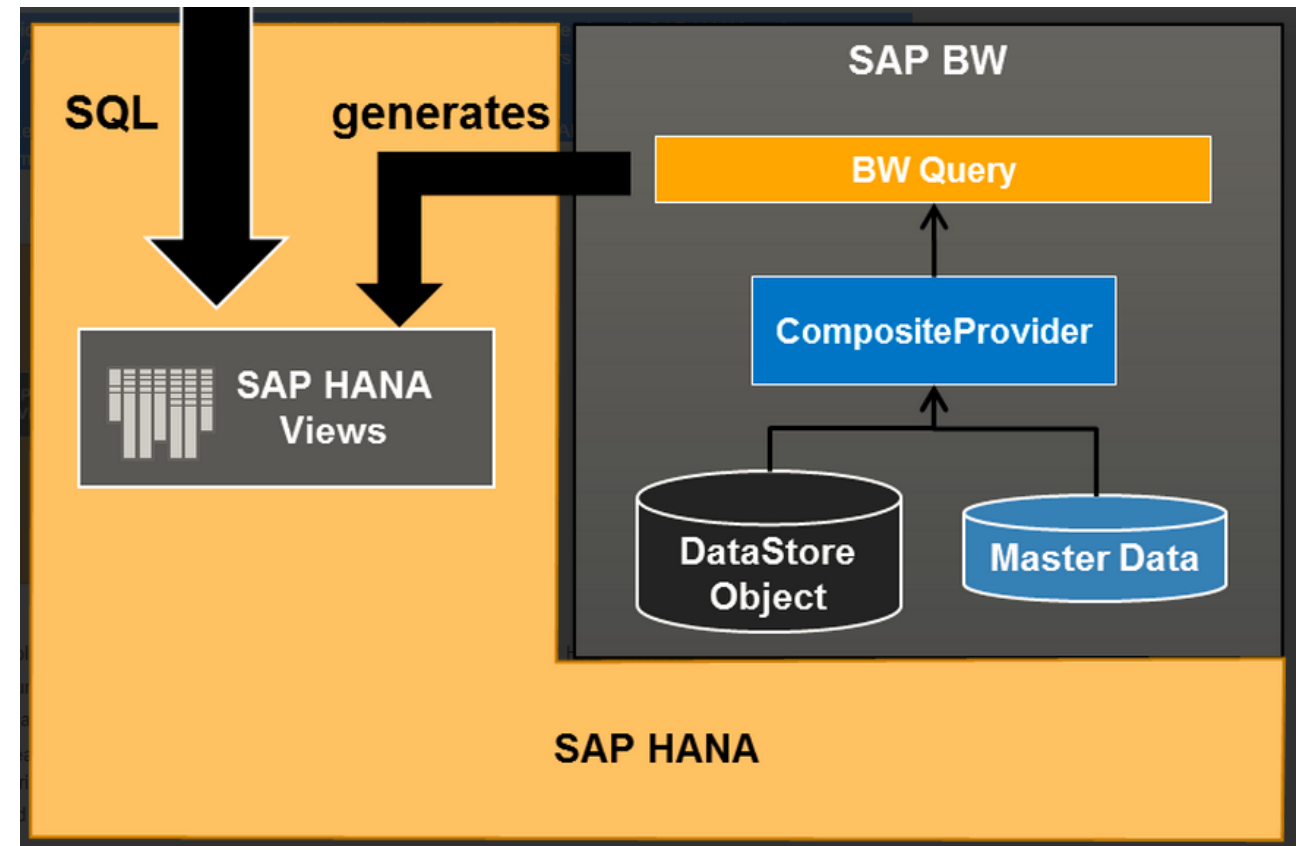 SAP BW
SQL
generates
BW Query
CompositeProvider
SAP HANA
Views
DataStore
Object
Master Data
SAP HANA